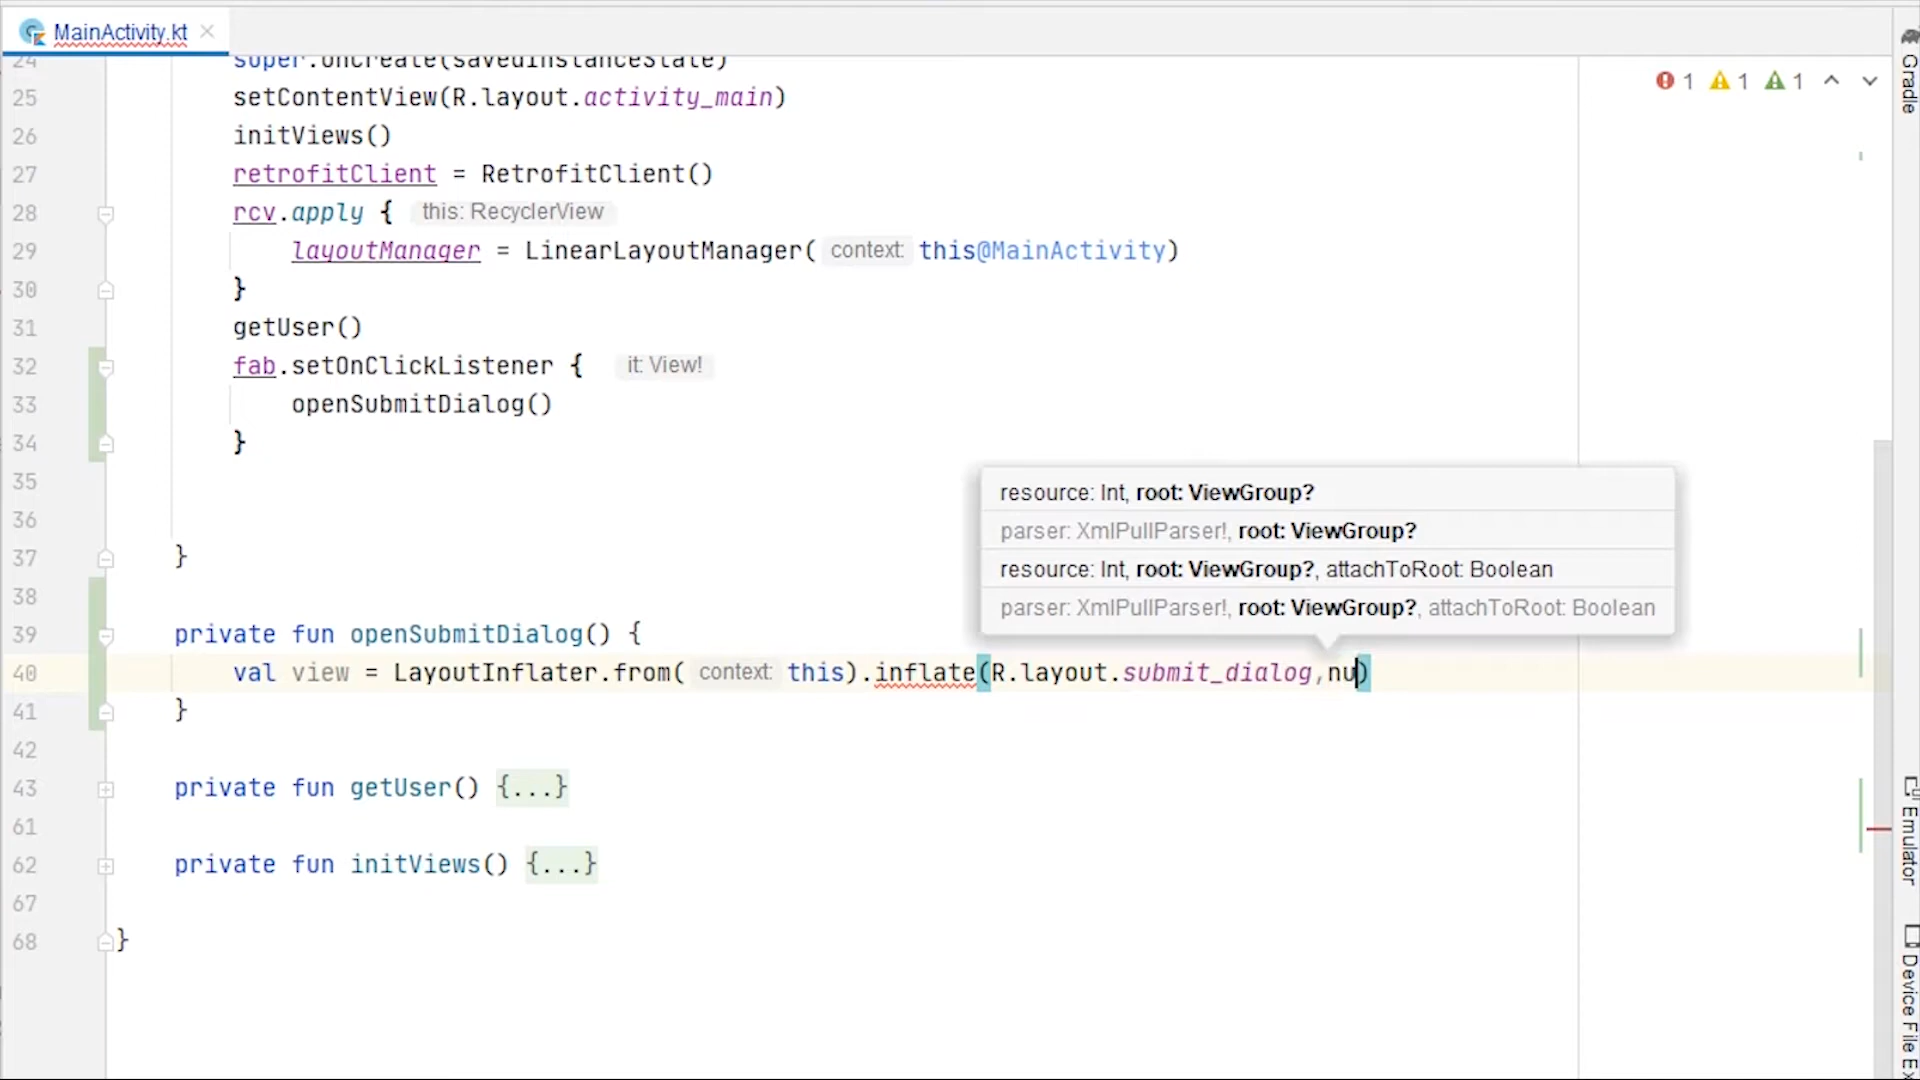 MainActivity.kt
24 super.onCreate(savedInstanceState)
1 1 1
25 setContentView(R.layout.activity_main)
26 initViews()
27 retrofitClient = RetrofitClient()
28 rcv.apply { this: RecyclerView
29 layoutManager = LinearLayoutManager( context: this@MainActivity)
30 }
31 getUser()
32 fab.setOnClickListener { it: View!
33 openSubmitDialog()
34 }
35
36
37 }
38
resource: Int, root: ViewGroup?
parser: XmlPullParser!, root: ViewGroup?
resource: Int, root: ViewGroup?, attachToRoot: Boolean
parser: XmlPullParser!, root: ViewGroup?, attachToRoot: Boolean
39 private fun openSubmitDialog() {
40 val view = LayoutInflater.from( context: this).inflate(R.layout.submit_dialog,nu)
41 }
42
43 private fun getUser() {...}
61
62 private fun initViews() {...}
67
68 }
Gradle
Emulator
Device File Ex